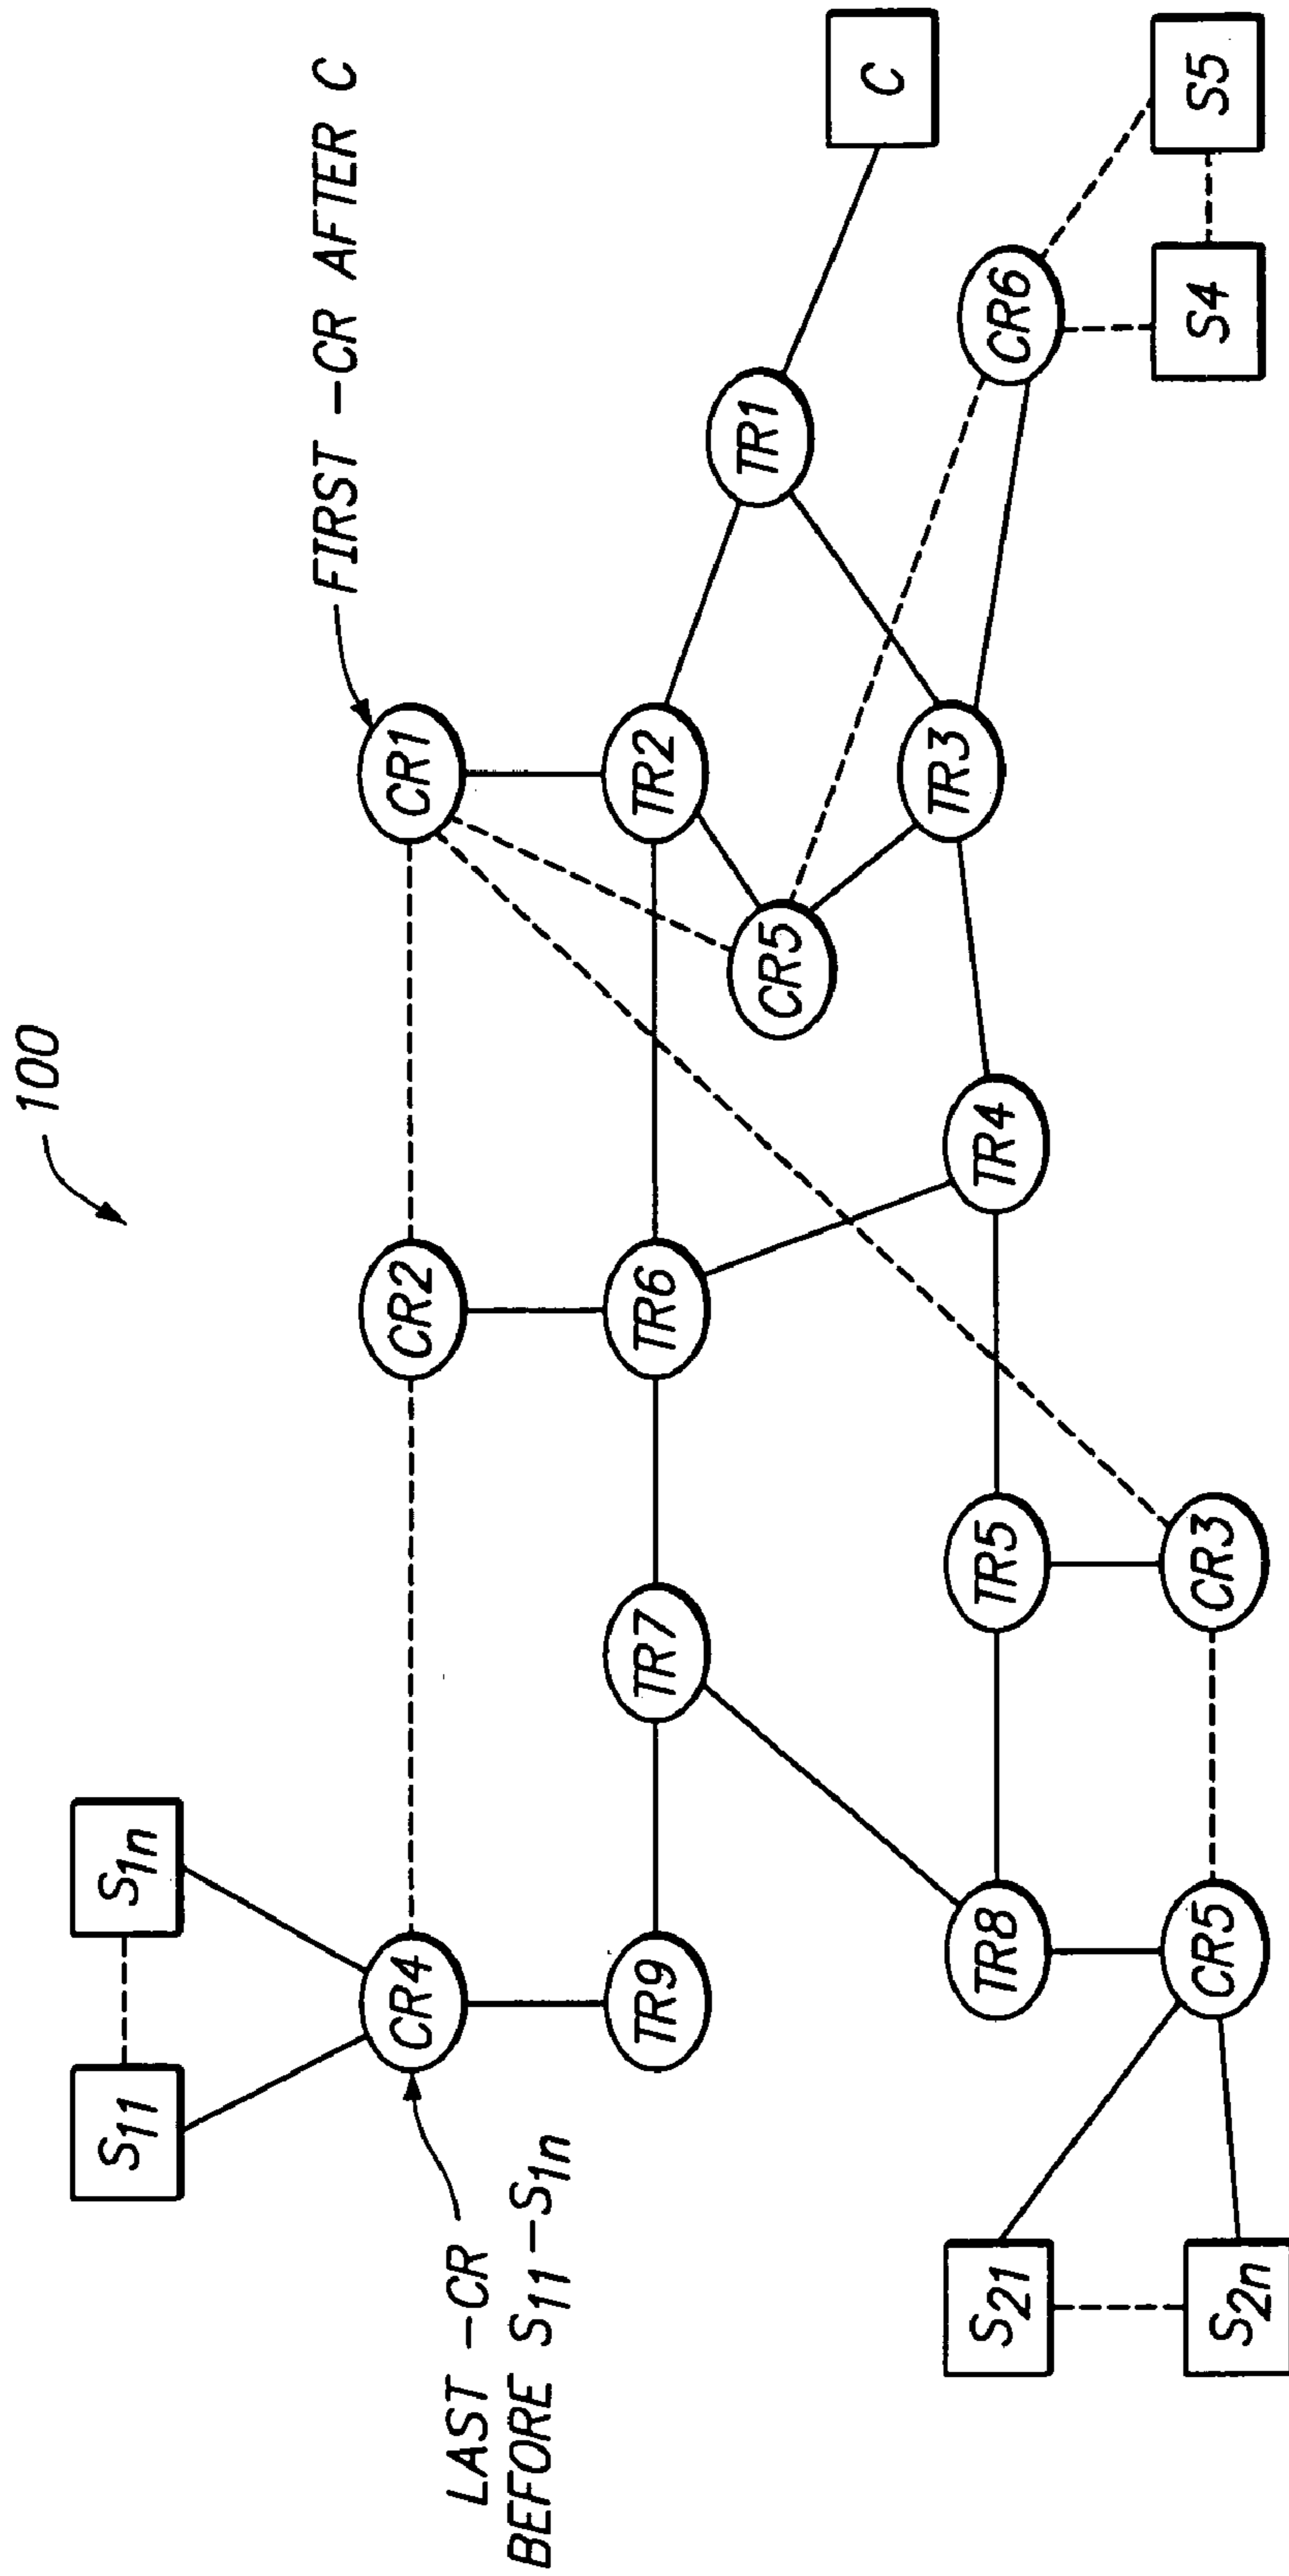 100
S11
S1n
FIRST -CR AFTER C
CR4
CR2
CR1
LAST -CR
BEFORE S11-S1n
TR9
TR7
TR6
TR2
TR1
CR5
C
TR3
S21
TR8
TR5
TR4
CR6
S2n
CR5
CR3
S4
S5